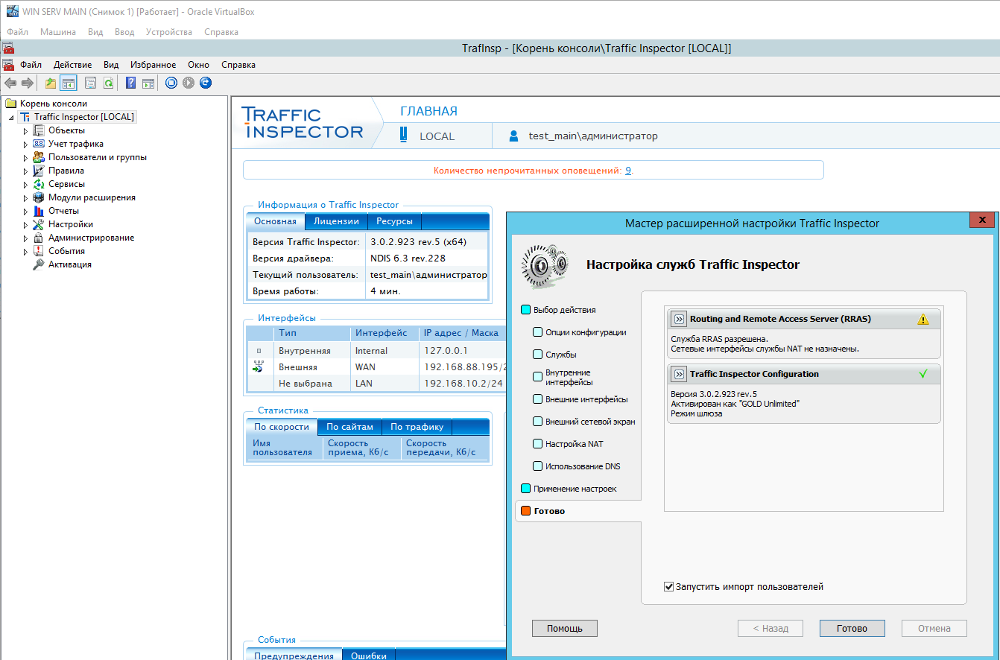 WIN SERV MAIN (Снимок 1) [Работает] - Oracle VirtualBox
Файл Машина Вид Ввод Устройства Справка
TrafInsp - [Корень консоли\Traffic Inspector [LOCAL]]
Файл Действие Вид Избранное Окно Справка
Корень консоли
Traffic Inspector [LOCAL]
Объекты
Учет трафика
Пользователи и группы
Правила
Сервисы
Модули расширения
Отчеты
Настройки
Администрирование
События
Активация
TRAFFIC
INSPECTOR
ГЛАВНАЯ
LOCAL
test_main\администратор
Количество непрочитанных оповещений: 9.
Информация о Traffic Inspector
Основная Лицензии Ресурсы
Версия Traffic Inspector: 3.0.2.923 rev.5 (x64)
Версия драйвера: NDIS 6.3 rev.228
Текущий пользователь: test_main\администратор
Время работы: 4 мин.
Интерфейсы
Тип Интерфейс IP адрес / Маска
Внутренняя Internal 127.0.0.1
Внешняя WAN 192.168.88.195/2
Не выбрана LAN 192.168.10.2/24
Статистика
По скорости По сайтам По трафику
Имя пользователя Скорость приема, Кб/с Скорость передачи, Кб/с
События
Предупреждения Ошибки
Мастер расширенной настройки Traffic Inspector
x
Настройка служб Traffic Inspector
Выбор действия
Опции конфигурации
Службы
Внутренние
интерфейсы
Внешние интерфейсы
Внешний сетевой экран
Настройка NAT
Использование DNS
Применение настроек
Готово
Routing and Remote Access Server (RRAS)
Служба RRAS разрешена.
Сетевые интерфейсы службы NAT не назначены.
Traffic Inspector Configuration
Версия 3.0.2.923 rev.5
Активирован как "GOLD Unlimited"
Режим шлюза
Запустить импорт пользователей
Помощь < Назад Готово Отмена